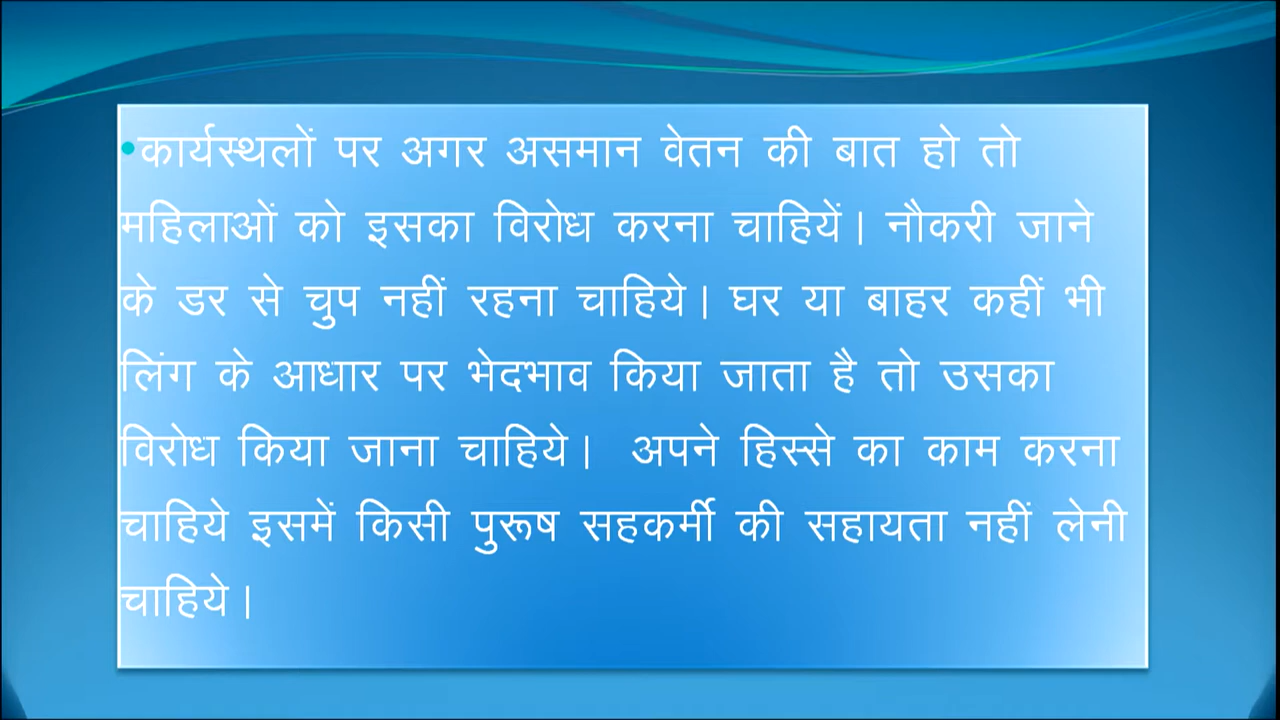 •कार्यस्थलों पर अगर असमान वेतन की बात हो तो
महिलाओं को इसका विरोध करना चाहियें। नौकरी जाने
के डर से चुप नहीं रहना चाहिये। घर या बाहर कहीं भी
लिंग के आधार पर भेदभाव किया जाता है तो उसका
विरोध किया जाना चाहिये। अपने हिस्से का काम करना
चाहिये इसमें किसी पुरूष सहकर्मी की सहायता नहीं लेनी
चाहिये।